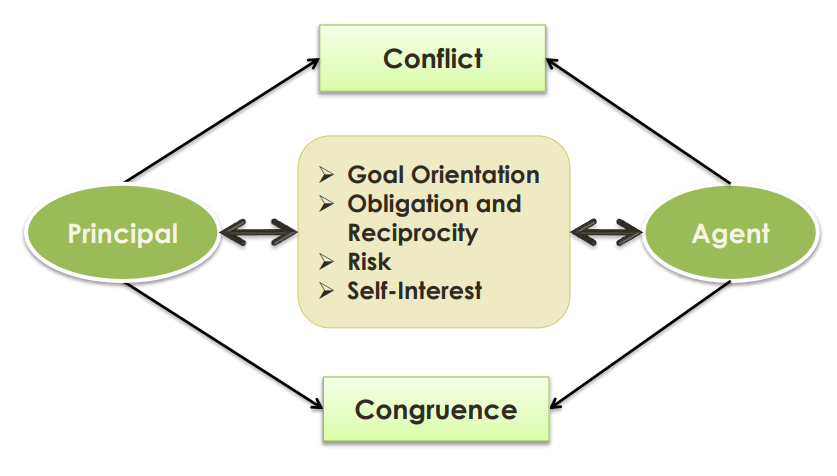 Conflict
Principal
➢ Goal Orientation
➢ Obligation and
Reciprocity
➢ Risk
➢ Self-Interest
Agent
Congruence